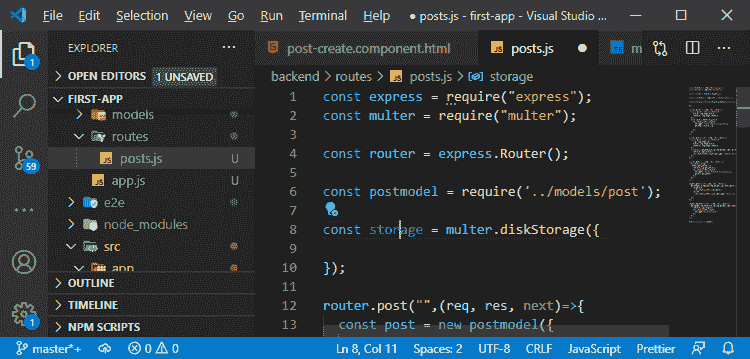 File Edit Selection View Go Run Terminal Help ● posts.js - first-app - Visual Studio ...
EXPLORER ...
OPEN EDITORS 1 UNSAVED
FIRST-APP
models
routes
JS posts.js U
JS app.js U
e2e
node_modules
src
app
OUTLINE
TIMELINE
NPM SCRIPTS
1
59
1
5 post-create.component.html JS posts.js ● m
backend > routes > JS posts.js > storage
1 const express = require("express");
2 const multer = require("multer");
3
4 const router = express.Router();
5
6 const postmodel = require('../models/post');
7
8 const storage = multer.diskStorage({
9
10 });
11
12 router.post("",(req, res, next)=>{
13 const post = new postmodel({
master*+ 0 0 Ln 8, Col 11 Spaces: 2 UTF-8 CRLF JavaScript Prettier